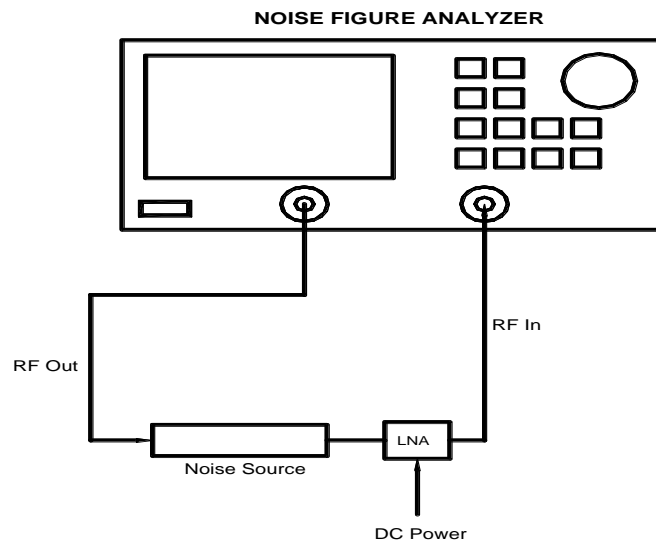 NOISE FIGURE ANALYZER
RF In
RF Out
LNA
Noise Source
DC Power